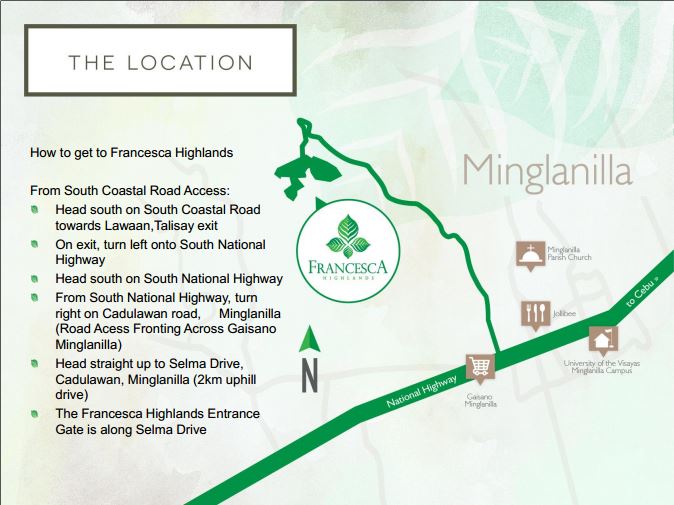 THE LOCATION
How to get to Francesca Highlands
From South Coastal Road Access:
Head south on South Coastal Road
towards Lawaan,Talisay exit
On exit, turn left onto South National
Highway
Head south on South National Highway
From South National Highway, turn
right on Cadulawan road, Minglanilla
(Road Acess Fronting Across Gaisano
Minglanilla)
Head straight up to Selma Drive,
Cadulawan, Minglanilla (2km uphill
drive)
The Francesca Highlands Entrance
Gate is along Selma Drive
Minglanilla
FRANCESCA
HIGHLANDS
N
Minglanilla
Parish Church
Jollibee
to Cebu »
University of the Visayas
Minglanilla Campus
National Highway
Gaisano
Minglanilla